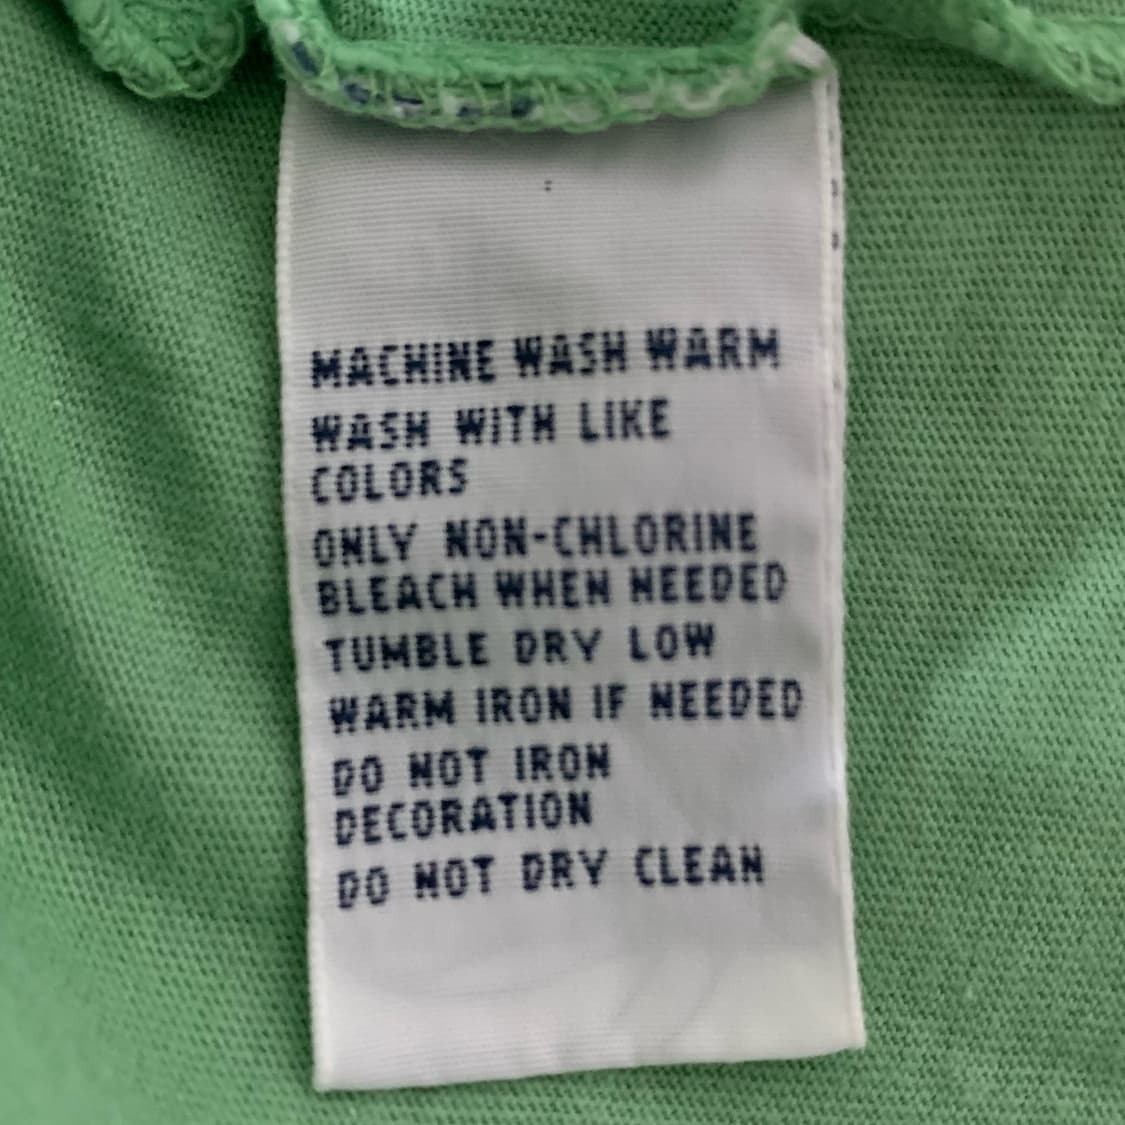 MACHINE WASH WARM
WASH WITH LIKE
COLORS
ONLY NON-CHLORINE
BLEACH WHEN NEEDED
TUMBLE DRY LOW
WARM IRON IF NEEDED
DO NOT IRON
DECORATION
DO NOT DRY CLEAN